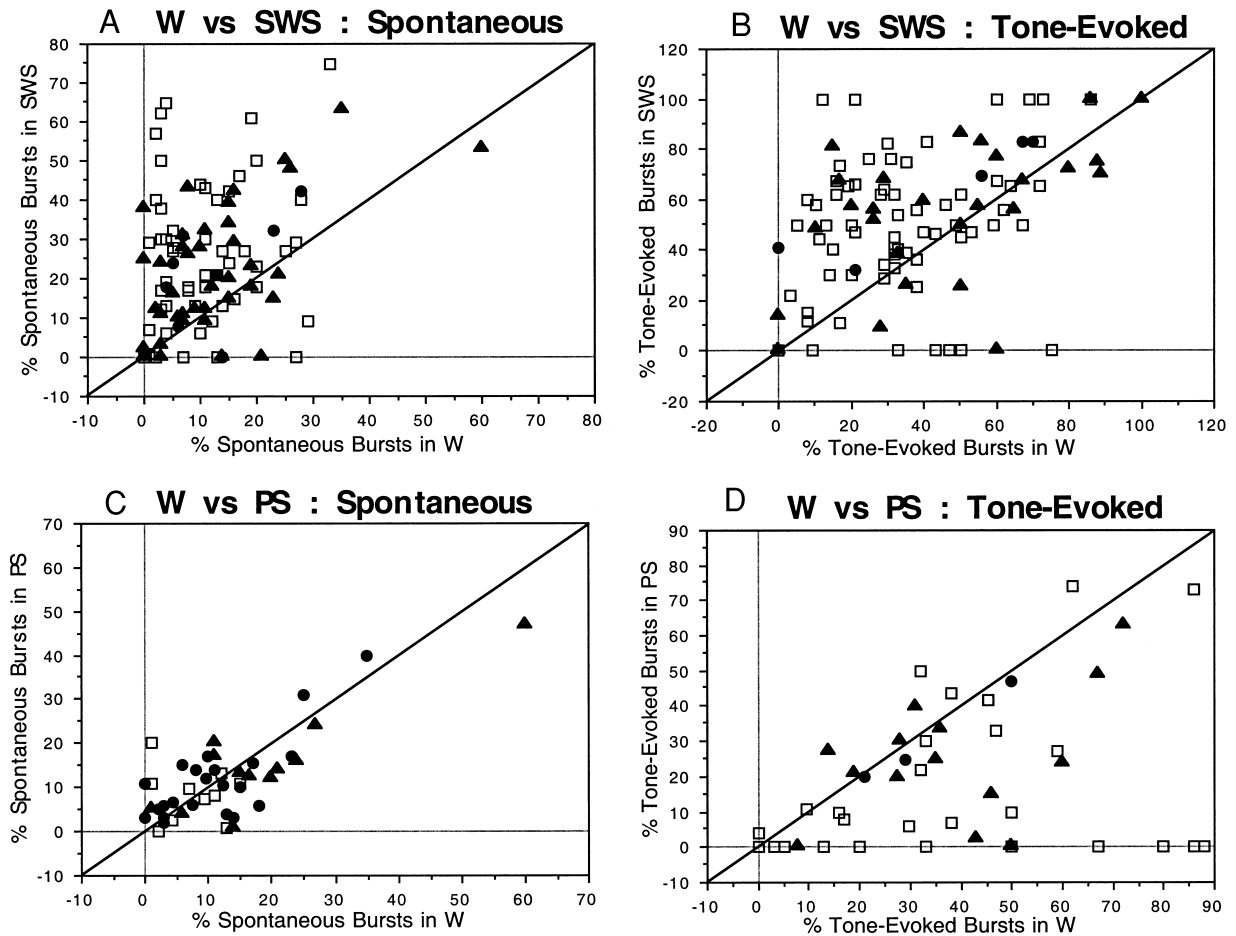 A W vs SWS : Spontaneous
80
70
60
50
40
30
20
10
0
-10
% Spontaneous Bursts in SWS
-10 0 10 20 30 40 50 60 70 80
% Spontaneous Bursts in W
B W vs SWS : Tone-Evoked
120
100
80
60
40
20
0
-20
% Tone-Evoked Bursts in SWS
-20 0 20 40 60 80 100 120
% Tone-Evoked Bursts in W
C W vs PS : Spontaneous
70
60
50
40
30
20
10
0
-10
% Spontaneous Bursts in PS
-10 0 10 20 30 40 50 60 70
% Spontaneous Bursts in W
D W vs PS : Tone-Evoked
90
80
70
60
50
40
30
20
10
0
-10
% Tone-Evoked Bursts in PS
-10 0 10 20 30 40 50 60 70 80 90
% Tone-Evoked Bursts in W